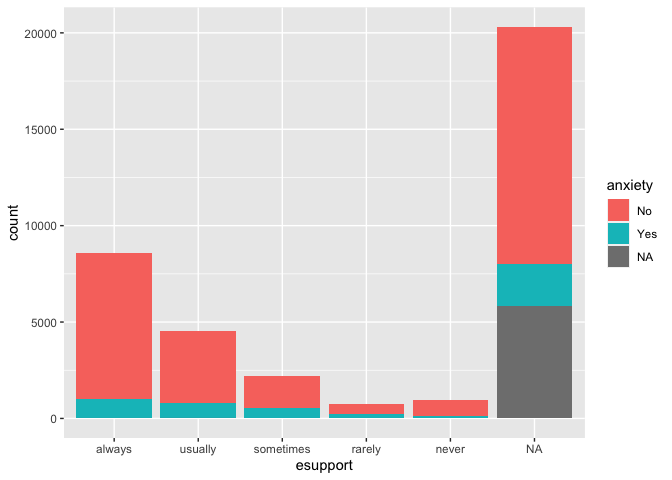 20000
15000
10000
5000
0
count
always usually sometimes rarely never NA
esupport
anxiety
No
Yes
NA